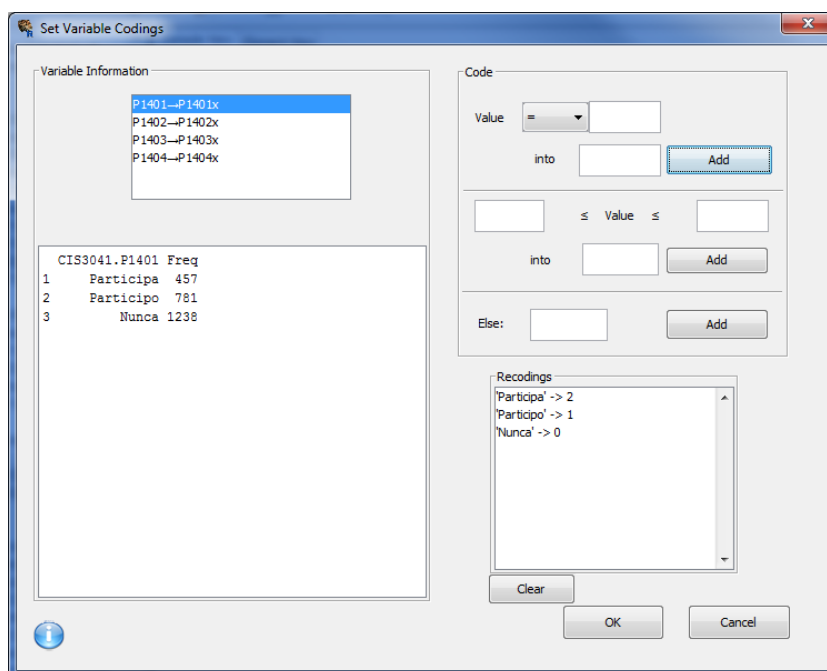 Set Variable Codings
Variable Information
P1401→P1401x
P1402→P1402x
P1403→P1403x
P1404→P1404x
CIS3041.P1401 Freq
1 Participa 457
2 Participo 781
3 Nunca 1238
Code
Value =
into Add
≤ Value ≤
into Add
Else: Add
Recodings
'Participa' -> 2
'Participo' -> 1
'Nunca' -> 0
Clear
OK Cancel